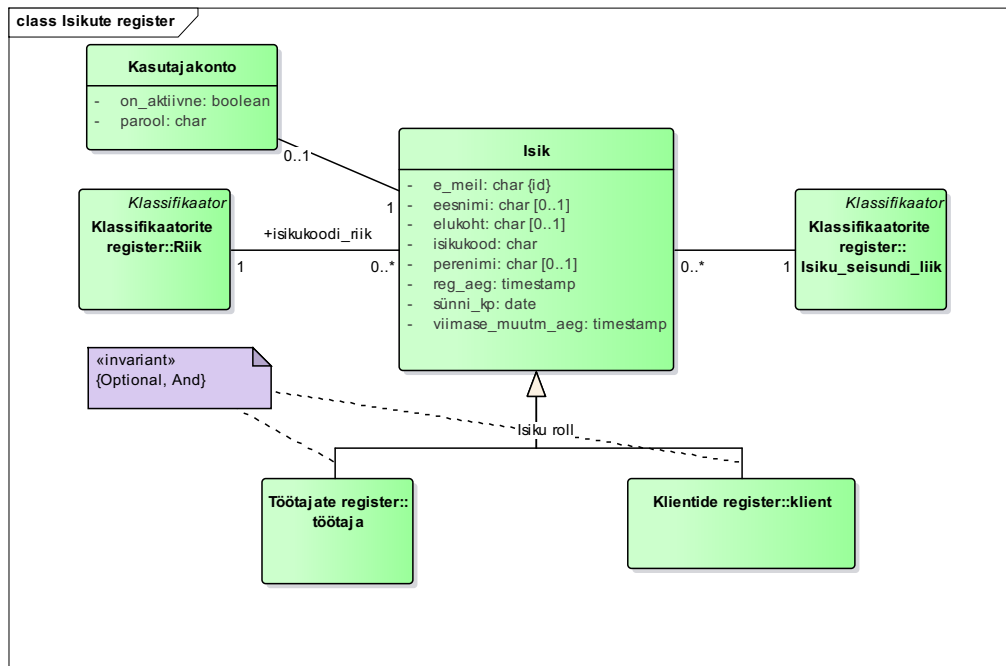 class Isikute register
Kasutajakonto
- on_aktiivne: boolean
- parool: char
0..1
Isik
- e_meil: char {id}
- eesnimi: char [0..1]
- elukoht: char [0..1]
- isikukood: char
- perenimi: char [0..1]
- reg_aeg: timestamp
- sünni_kp: date
- viimase_muutm_aeg: timestamp
1
Klassifikaator
Klassifikaatorite
register::Riik
+isikukoodi_riik
1
0..*
Klassifikaator
Klassifikaatorite
register::
Isiku_seisundi_liik
0..*
1
«invariant»
{Optional, And}
Isiku roll
Töötajate register::
töötaja
Klientide register::klient